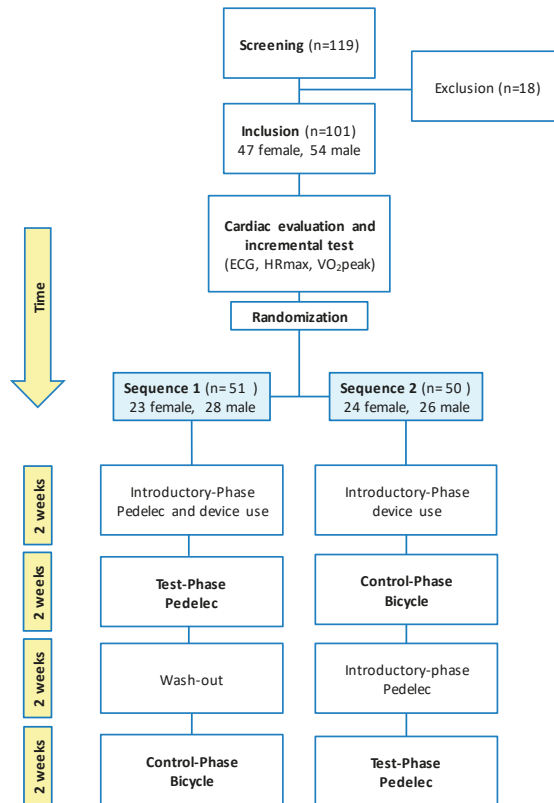 Screening (n=119)
Exclusion (n=18)
Inclusion (n=101)
47 female, 54 male
Cardiac evaluation and
incremental test
(ECG, HRmax, VO₂peak)
Time
Randomization
Sequence 1 (n= 51 )
23 female, 28 male
Sequence 2 (n= 50 )
24 female, 26 male
2 weeks
Introductory-Phase
Pedelec and device use
Introductory-Phase
device use
2 weeks
Test-Phase
Pedelec
Control-Phase
Bicycle
2 weeks
Wash-out
Introductory-phase
Pedelec
2 weeks
Control-Phase
Bicycle
Test-Phase
Pedelec